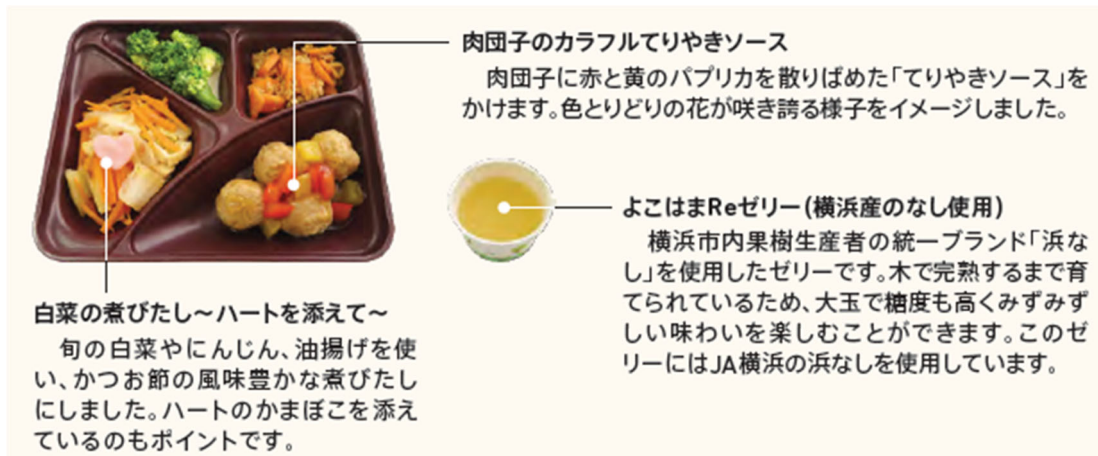 肉団子のカラフルてりやきソース
肉団子に赤と黄のパプリカを散りばめた「てりやきソース」を
かけます。色とりどりの花が咲き誇る様子をイメージしました。
よこはまReゼリー(横浜産のなし使用)
横浜市内果樹生産者の統一ブランド「浜な
し」を使用したゼリーです。木で完熟するまで育
てられているため、大玉で糖度も高くみずみず
しい味わいを楽しむことができます。このゼ
リーにはJA横浜の浜なしを使用しています。
白菜の煮びたし～ハートを添えて～
旬の白菜やにんじん、油揚げを使
い、かつお節の風味豊かな煮びたし
にしました。ハートのかまぼこを添え
ているのもポイントです。